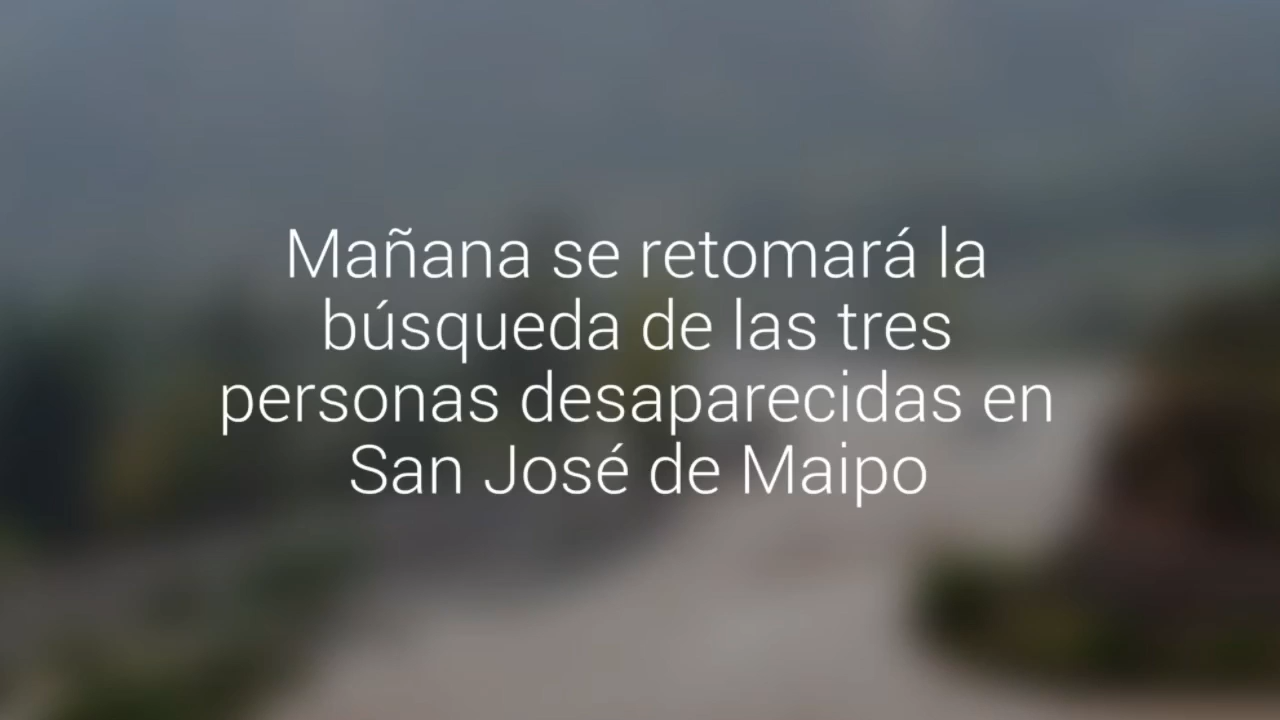 Mañana se retomará la
búsqueda de las tres
personas desaparecidas en
San José de Maipo